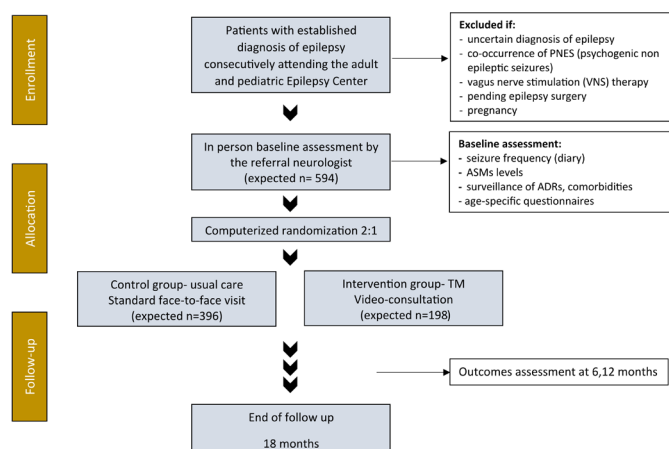 Enrollment
Patients with established
diagnosis of epilepsy
consecutively attending the adult
and pediatric Epilepsy Center
Excluded if:
- uncertain diagnosis of epilepsy
- co-occurrence of PNES (psychogenic non
epileptic seizures)
- vagus nerve stimulation (VNS) therapy
- pending epilepsy surgery
- pregnancy
Allocation
In person baseline assessment by
the referral neurologist
(expected n= 594)
Baseline assessment:
- seizure frequency (diary)
- ASMs levels
- surveillance of ADRs, comorbidities
- age-specific questionnaires
Computerized randomization 2:1
Control group- usual care
Standard face-to-face visit
(expected n=396)
Intervention group- TM
Video-consultation
(expected n=198)
Follow-up
Outcomes assessment at 6,12 months
End of follow up
18 months